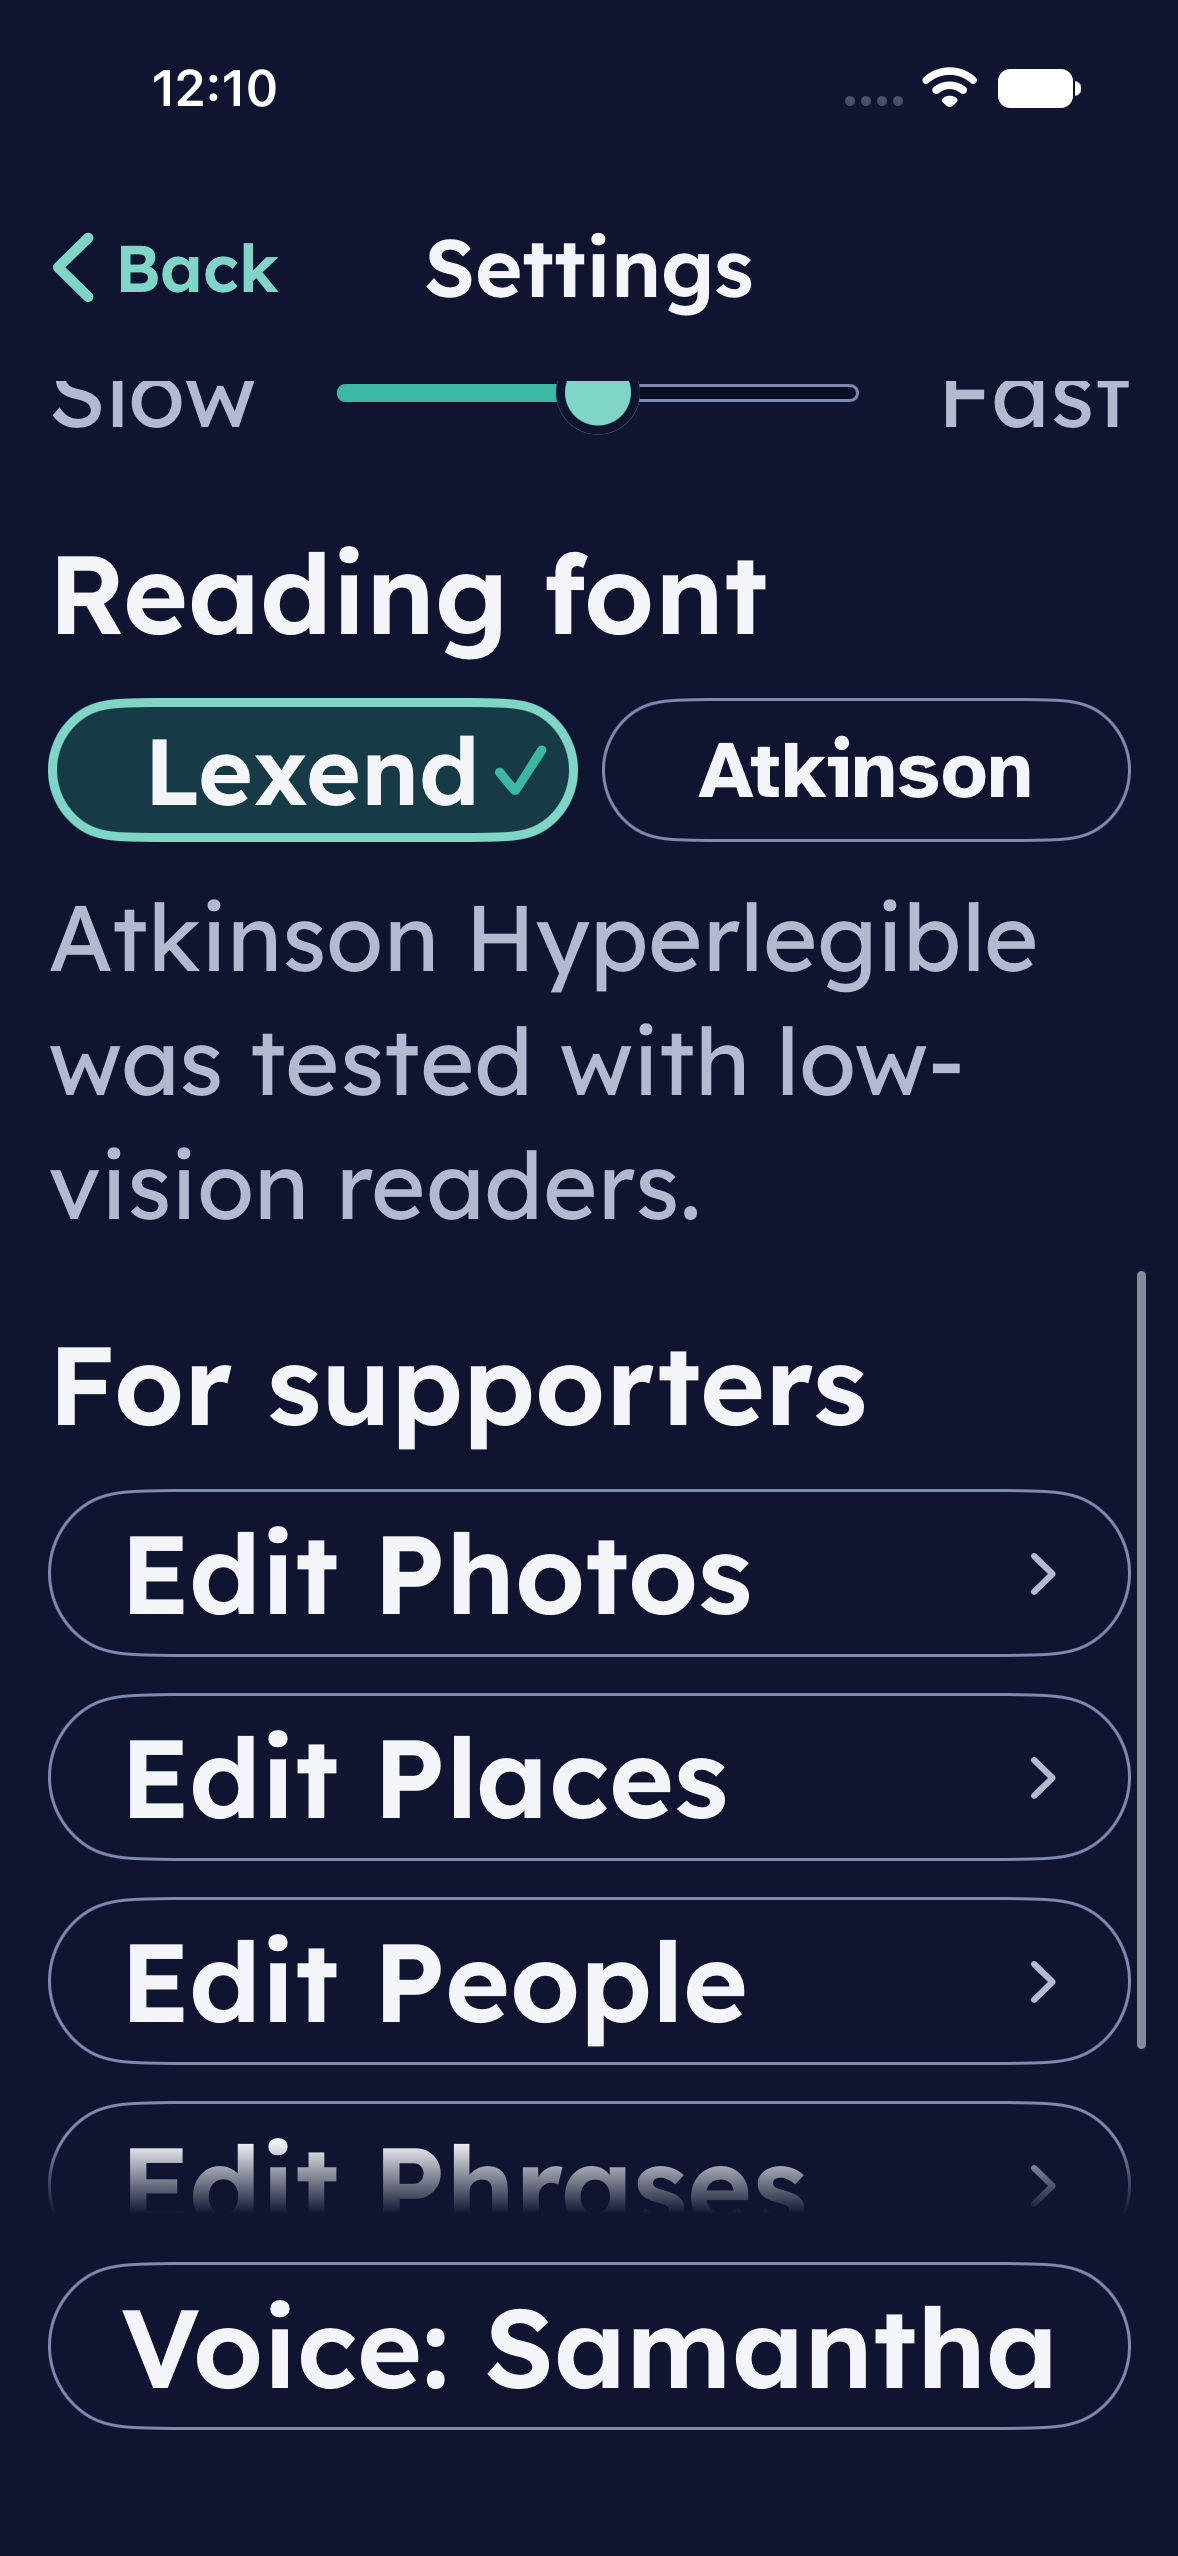 12:10
Back
Settings
Slow
Fast
Reading font
Lexend
Atkinson
Atkinson Hyperlegible
was tested with low-
vision readers.
For supporters
Edit Photos
Edit Places
Edit People
Edit Phrases
Voice: Samantha